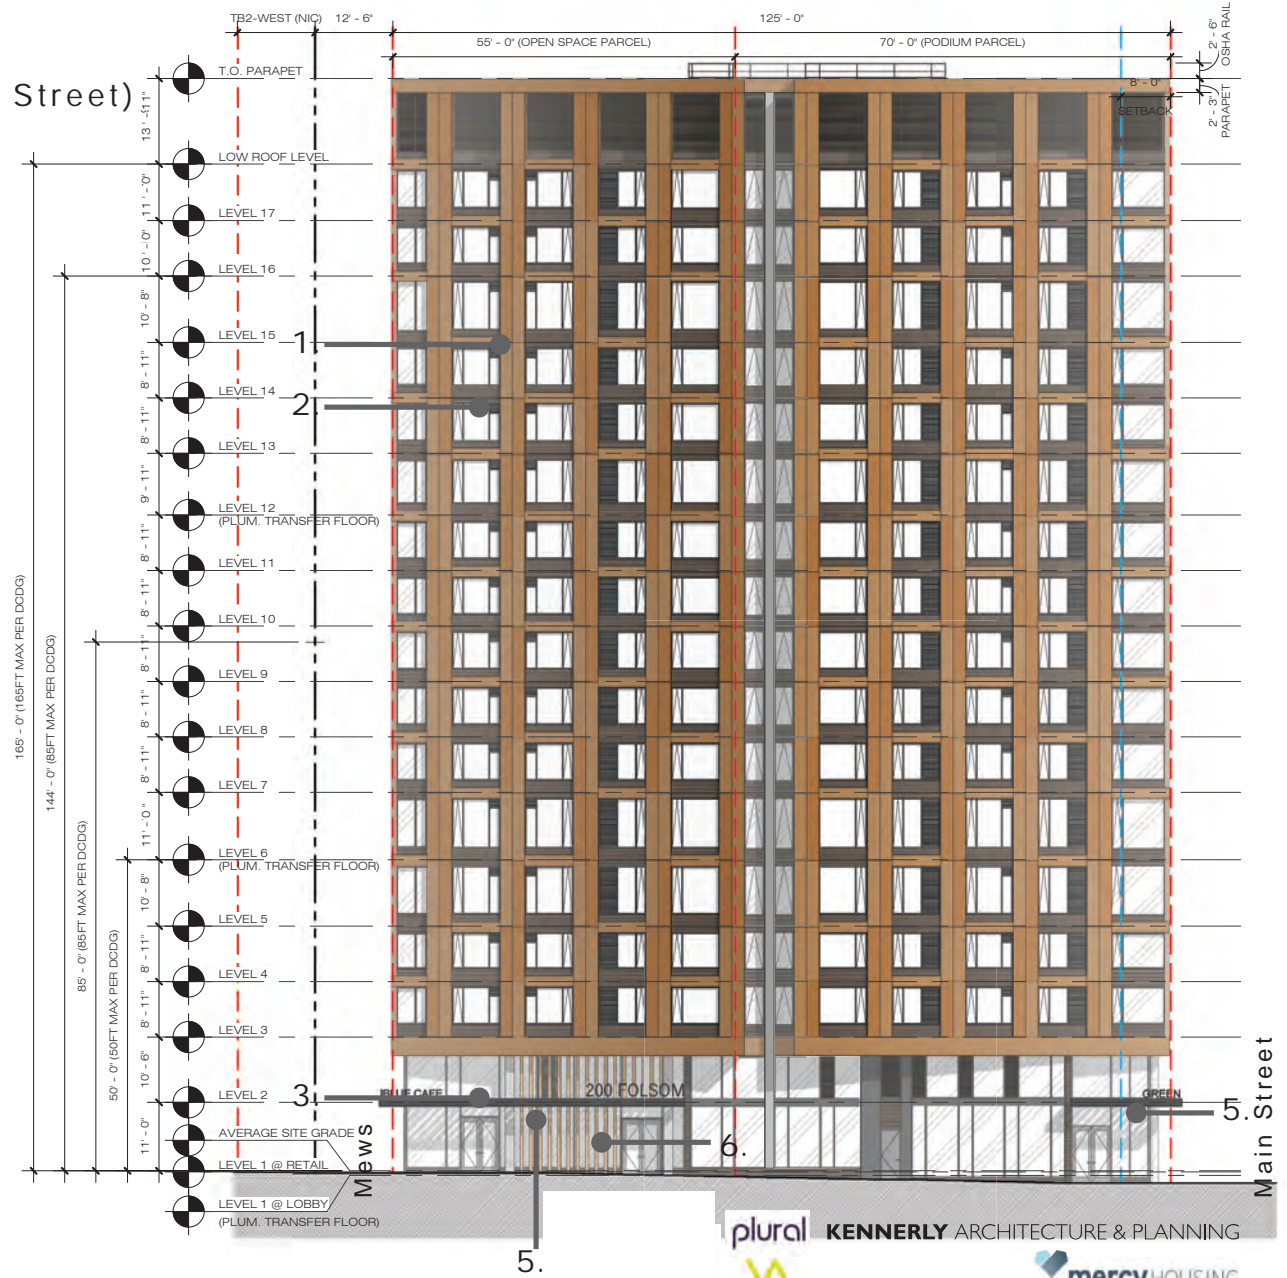 TB2-WEST (NIC)
12' - 6"
125' - 0"
55' - 0" (OPEN SPACE PARCEL)
70' - 0" (PODIUM PARCEL)
2' - 6"
OSHA RAIL
8' - 0"
SETBACK
2' - 3"
PARAPET
Street)
T.O. PARAPET
13' - 11"
LOW ROOF LEVEL
11' - 0"
LEVEL 17
10' - 0"
LEVEL 16
10' - 8"
LEVEL 15
1.
8' - 11"
LEVEL 14
2.
8' - 11"
LEVEL 13
9' - 11"
LEVEL 12
(PLUM. TRANSFER FLOOR)
8' - 11"
LEVEL 11
8' - 11"
LEVEL 10
8' - 11"
LEVEL 9
8' - 11"
LEVEL 8
8' - 11"
LEVEL 7
11' - 0"
LEVEL 6
(PLUM. TRANSFER FLOOR)
10' - 8"
LEVEL 5
8' - 11"
LEVEL 4
8' - 11"
LEVEL 3
10' - 6"
LEVEL 2
11' - 0"
AVERAGE SITE GRADE
LEVEL 1 @ RETAIL
LEVEL 1 @ LOBBY
(PLUM. TRANSFER FLOOR)
165' - 0" (165FT MAX PER DCDG)
144' - 0" (85FT MAX PER DCDG)
85' - 0" (85FT MAX PER DCDG)
50' - 0" (50FT MAX PER DCDG)
3.
BLUE CAFE
200 FOLSOM
GREEN
5.
6.
5.
Mews
Main Street
plural
KENNERLY ARCHITECTURE & PLANNING
mercy HOUSING